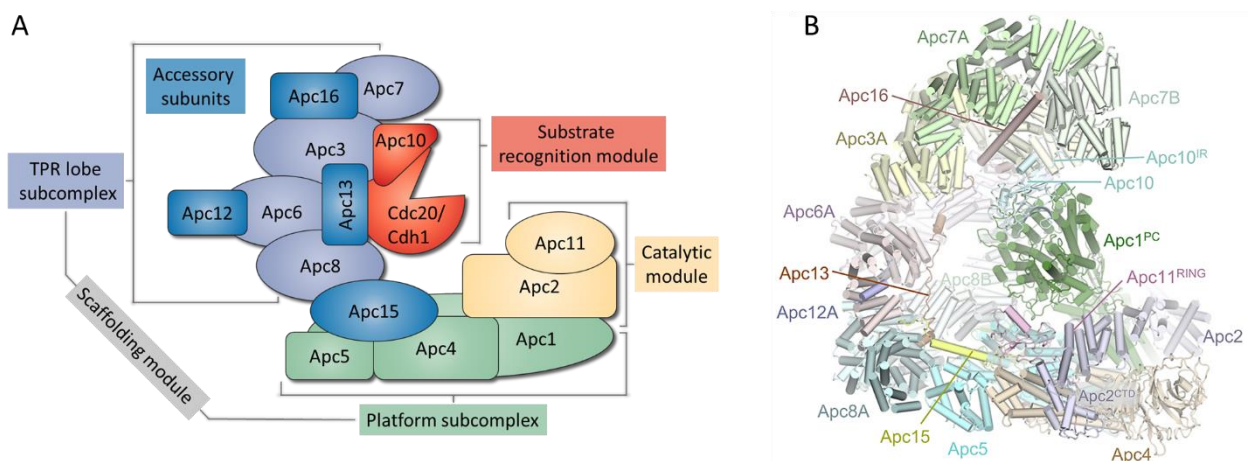 A
Accessory
subunits
Apc16
Apc7
Apc3
Apc10
Substrate
recognition module
TPR lobe
subcomplex
Apc12
Apc6
Apc13
Cdc20/
Cdh1
Apc11
Catalytic
module
Apc8
Apc2
Apc15
Apc5
Apc4
Apc1
Scaffolding module
Platform subcomplex
B
Apc7A
Apc16
Apc7B
Apc3A
Apc10IR
Apc10
Apc6A
Apc1PC
Apc13
Apc8B
Apc11RING
Apc12A
Apc2
Apc8A
Apc2CTD
Apc15
Apc5
Apc4